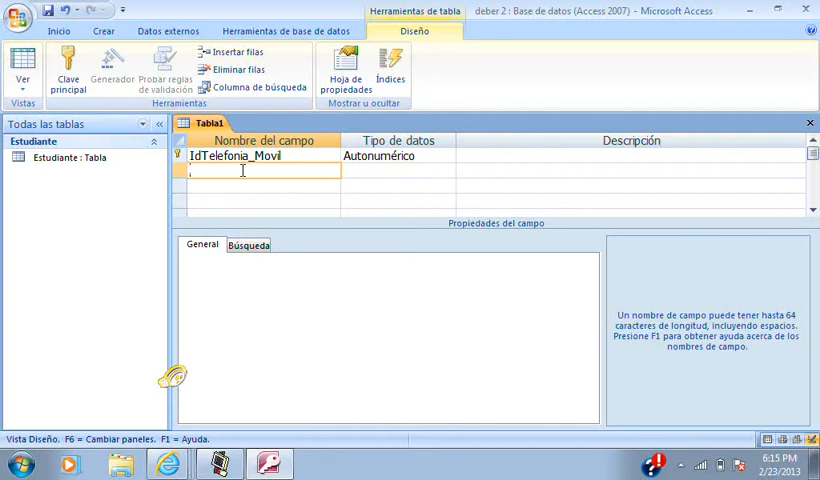 Herramientas de tabla
deber 2 : Base de datos (Access 2007) - Microsoft Access
Inicio Crear Datos externos Herramientas de base de datos Diseño
Ver
Clave principal
Generador
Probar reglas de validación
Insertar filas
Eliminar filas
Columna de búsqueda
Hoja de propiedades
Índices
Vistas Herramientas Mostrar u ocultar
Todas las tablas
Estudiante
Estudiante : Tabla
Tabla1
Nombre del campo Tipo de datos Descripción
IdTelefonia_Movil Autonumérico
Propiedades del campo
General Búsqueda
Un nombre de campo puede tener hasta 64
caracteres de longitud, incluyendo espacios.
Presione F1 para obtener ayuda acerca de los
nombres de campo.
Vista Diseño. F6 = Cambiar paneles. F1 = Ayuda.
6:15 PM
2/23/2013